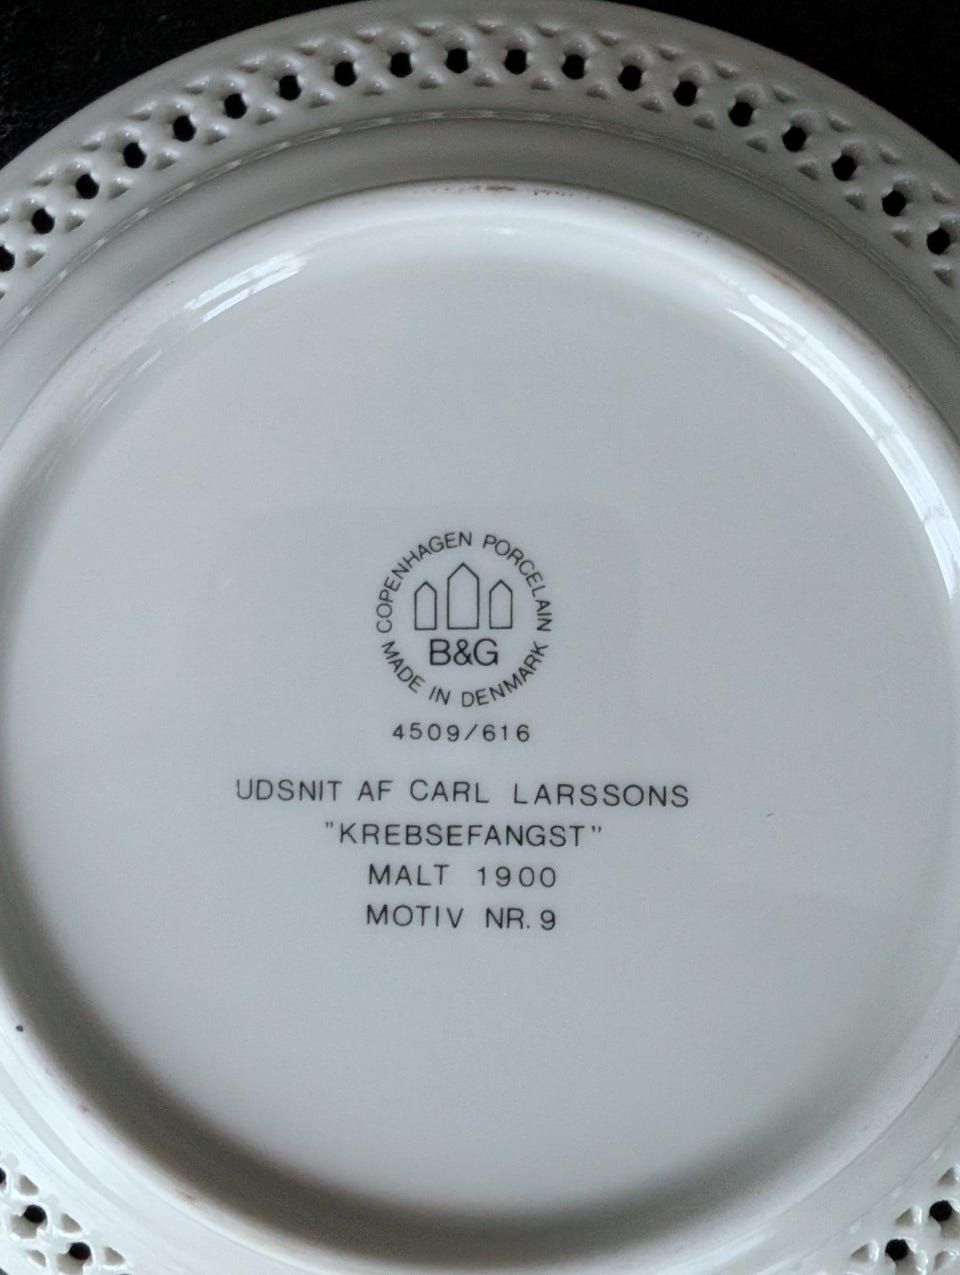 COPENHAGEN PORCELAIN
B&G
MADE IN DENMARK
4509/616
UDSNIT AF CARL LARSSONS
"KREBSEFANGST"
MALT 1900
MOTIV NR. 9